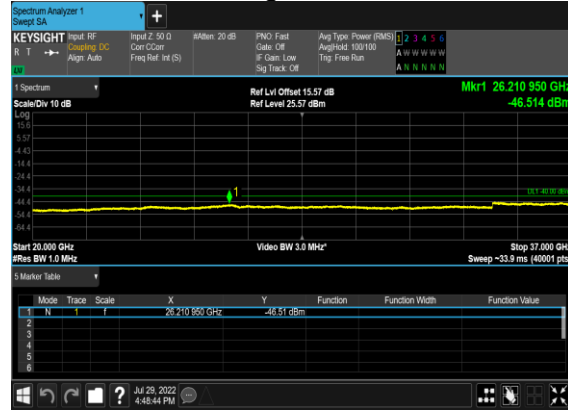 Spectrum Analyzer 1
Swept SA
+
KEYSIGHT Input: RF Input Z: 50 Ω #Atten: 20 dB PNO: Fast Avg Type: Power (RMS) 1 2 3 4 5 6
R T Coupling: DC Corr CCorr Gate: Off Avg|Hold: 100/100 A W W W W W
Align: Auto Freq Ref: Int (S) IF Gain: Low Trig: Free Run A N N N N N
Sig Track: Off
1 Spectrum Ref Lvl Offset 15.57 dB Mkr1 26.210 950 GHz
Scale/Div 10 dB Ref Level 25.57 dBm -46.514 dBm
Log
15.6
5.57
-4.43
-14.4
-24.4
-34.4 1 DL1 -40.00 dBm
-44.4
-54.4
-64.4
Start 20.000 GHz Video BW 3.0 MHz* Stop 37.000 GHz
#Res BW 1.0 MHz Sweep ~33.9 ms (40001 pts)
5 Marker Table
Mode Trace Scale X Y Function Function Width Function Value
1 N 1 f 26.210 950 GHz -46.51 dBm
2
3
4
5
6
? Jul 29, 2022
4:48:44 PM